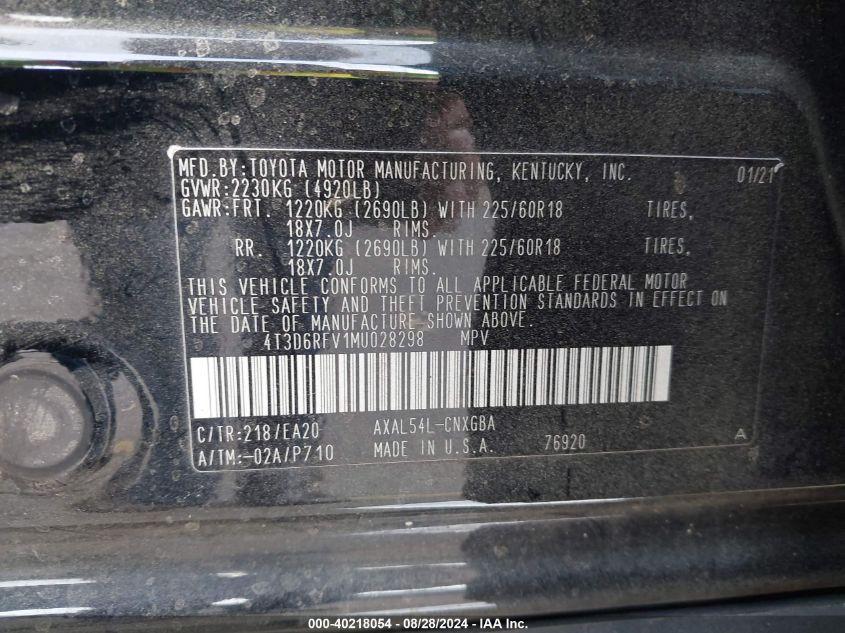 MFD.BY:TOYOTA MOTOR MANUFACTURING, KENTUCKY, INC. 01/21
GVWR:2230KG (4920LB)
GAWR:FRT. 1220KG (2690LB) WITH 225/60R18 TIRES,
18X7.0J RIMS.
RR. 1220KG (2690LB) WITH 225/60R18 TIRES,
18X7.0J RIMS.
THIS VEHICLE CONFORMS TO ALL APPLICABLE FEDERAL MOTOR
VEHICLE SAFETY AND THEFT PREVENTION STANDARDS IN EFFECT ON
THE DATE OF MANUFACTURE SHOWN ABOVE.
4T3D6RFV1MU028298 MPV
C/TR:218/EA20 AXAL54L-CNXGBA
A/TM:-02A/P710 MADE IN U.S.A. 76920 A
000-40218054 - 08/28/2024 - IAA Inc.